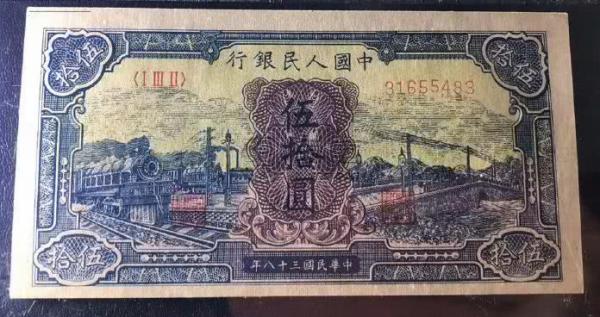 中國人民銀行
伍拾
伍拾
〈I III II〉
31655483
伍拾圓
伍拾
伍拾
中華民國三十八年